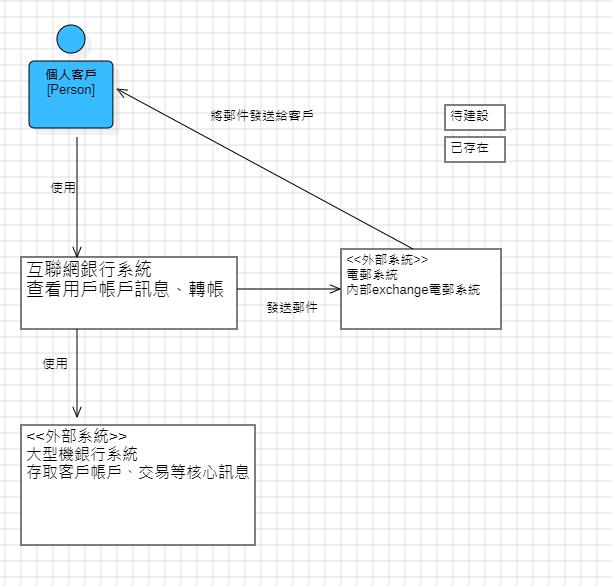 個人客戶
[Person]
將郵件發送給客戶
待建設
已存在
使用
互聯網銀行系統
查看用戶帳戶訊息、轉帳
<<外部系統>>
電郵系統
內部exchange電郵系統
發送郵件
使用
<<外部系統>>
大型機銀行系統
存取客戶帳戶、交易等核心訊息